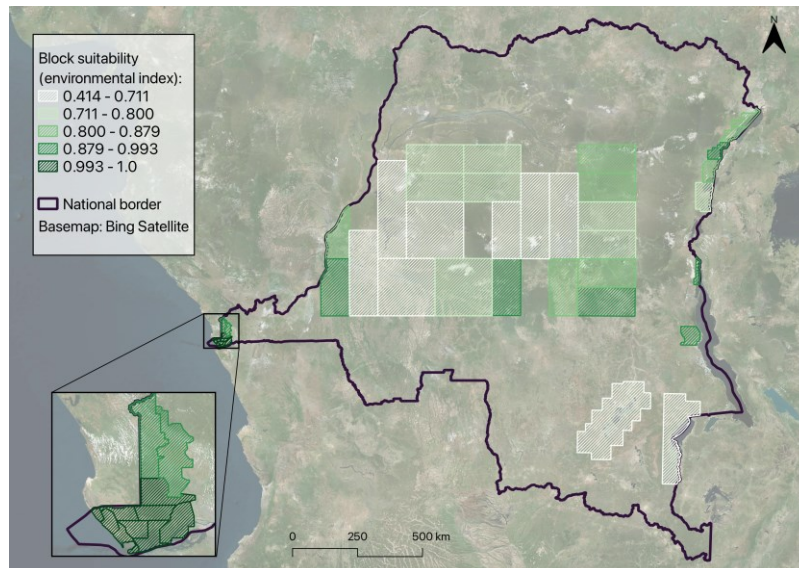 N
Block suitability
(environmental index):
0.414 - 0.711
0.711 - 0.800
0.800 - 0.879
0.879 - 0.993
0.993 - 1.0
National border
Basemap: Bing Satellite
0 250 500 km